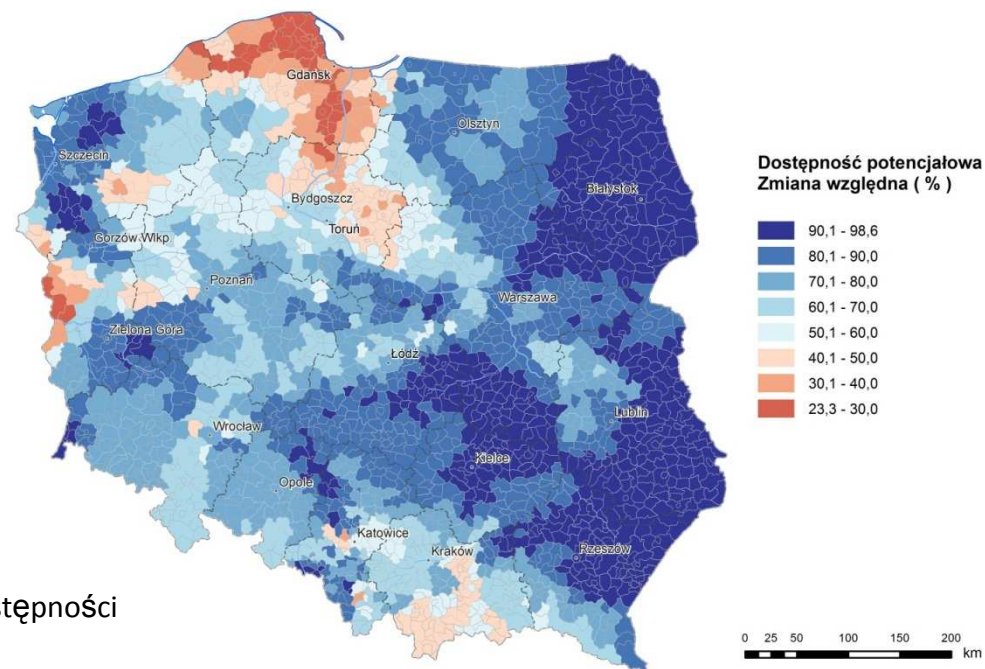 Gdańsk
Olsztyn
Szczecin
Białystok
Bydgoszcz
Toruń
Gorzów Wlkp.
Poznań
Warszawa
Zielona Góra
Łódź
Lublin
Wrocław
Kielce
Opole
Katowice
Kraków
Rzeszów
Dostępność potencjałowa
Zmiana względna ( % )
90,1 - 98,6
80,1 - 90,0
70,1 - 80,0
60,1 - 70,0
50,1 - 60,0
40,1 - 50,0
30,1 - 40,0
23,3 - 30,0
stępności
0 25 50 100 150 200
km